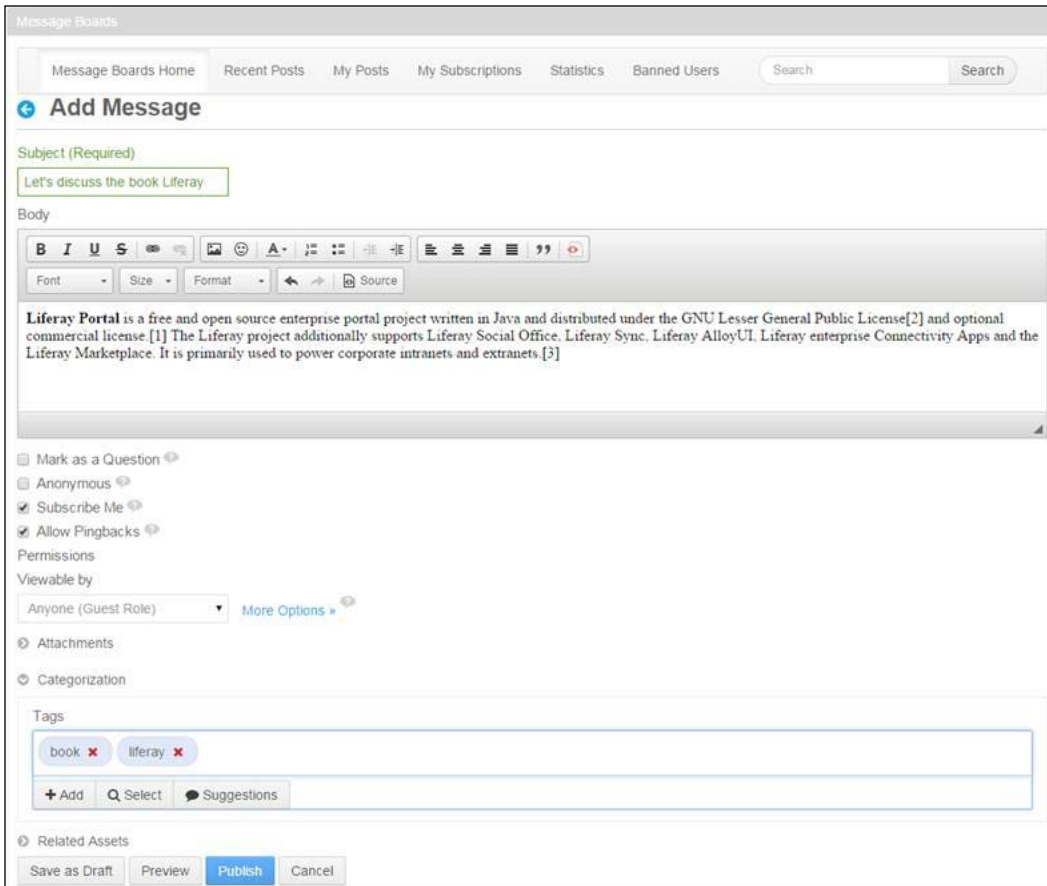 Message Boards
Message Boards Home Recent Posts My Posts My Subscriptions Statistics Banned Users Search Search
Add Message
Subject (Required)
Let's discuss the book Liferay
Body
B I U S A
Font Size Format Source
Liferay Portal is a free and open source enterprise portal project written in Java and distributed under the GNU Lesser General Public License[2] and optional
commercial license.[1] The Liferay project additionally supports Liferay Social Office, Liferay Sync, Liferay AlloyUI, Liferay enterprise Connectivity Apps and the
Liferay Marketplace. It is primarily used to power corporate intranets and extranets.[3]
Mark as a Question
Anonymous
Subscribe Me
Allow Pingbacks
Permissions
Viewable by
Anyone (Guest Role) More Options »
Attachments
Categorization
Tags
book liferay
+ Add Select Suggestions
Related Assets
Save as Draft Preview Publish Cancel